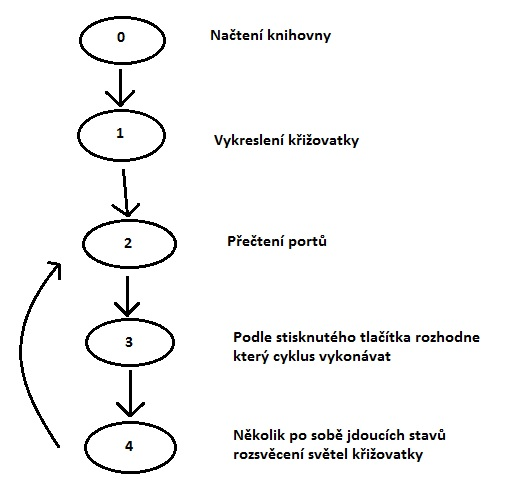 0
Načtení knihovny
1
Vykreslení křižovatky
2
Přečtení portů
3
Podle stisknutého tlačítka rozhodne
který cyklus vykonávat
4
Několik po sobě jdoucích stavů
rozsvěcení světel křižovatky